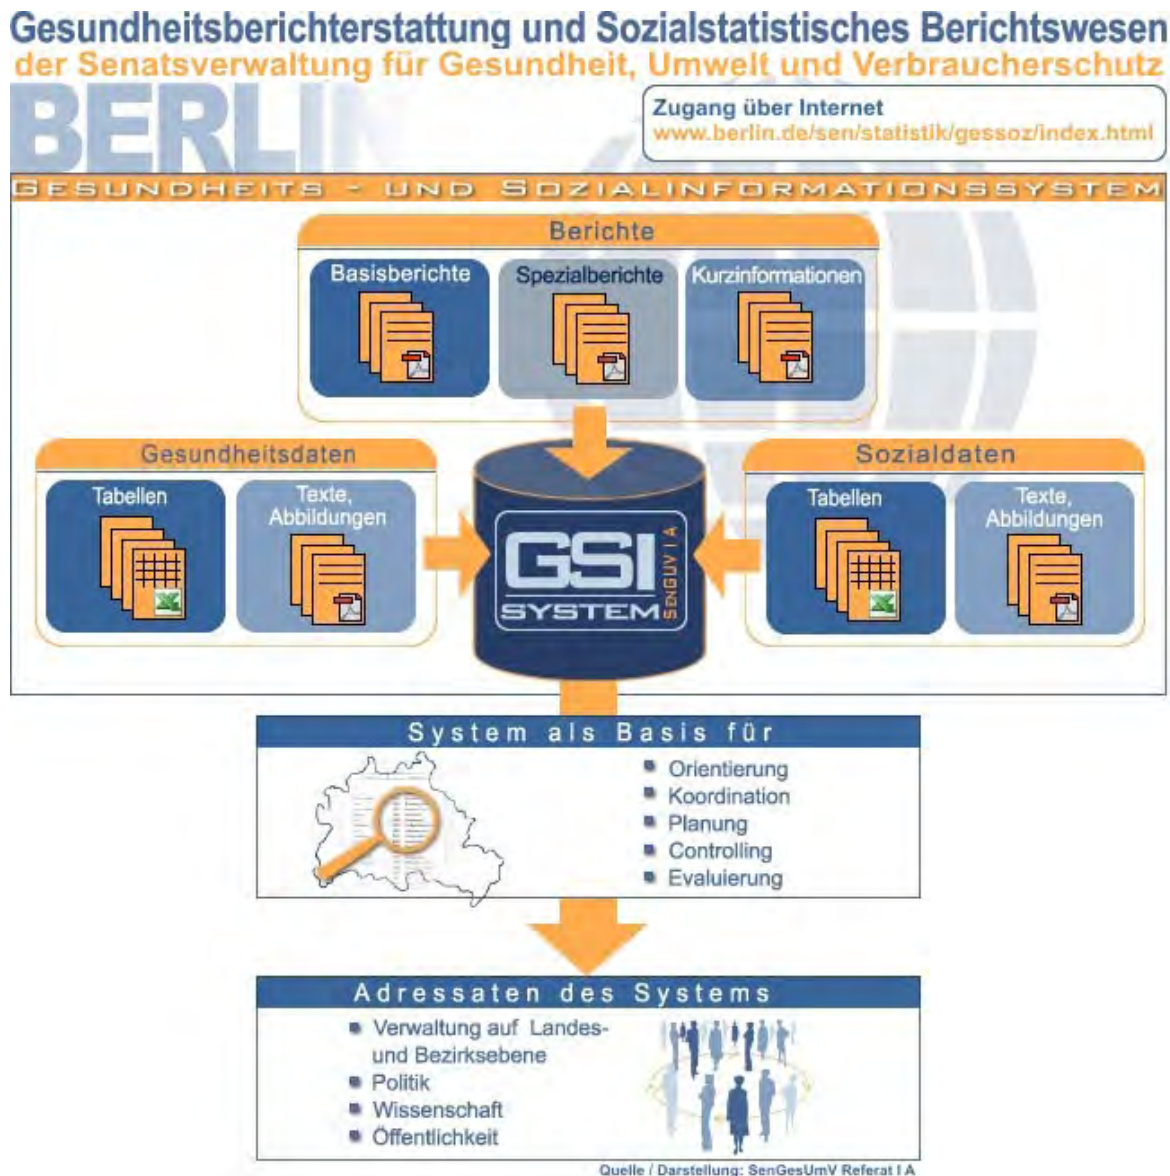 Gesundheitsberichterstattung und Sozialstatistisches Berichtswesen
der Senatsverwaltung für Gesundheit, Umwelt und Verbraucherschutz
BERLIN
Zugang über Internet
www.berlin.de/sen/statistik/gessoz/index.html
GESUNDHEITS - UND SOZIALINFORMATIONSSYSTEM
Berichte
Basisberichte
Spezialberichte
Kurzinformationen
Gesundheitsdaten
Tabellen
Texte,
Abbildungen
GSI
SYSTEM
SENGUV I A
Sozialdaten
Tabellen
Texte,
Abbildungen
System als Basis für
Orientierung
Koordination
Planung
Controlling
Evaluierung
Adressaten des Systems
Verwaltung auf Landes-
und Bezirksebene
Politik
Wissenschaft
Öffentlichkeit
Quelle / Darstellung: SenGesUmV Referat I A